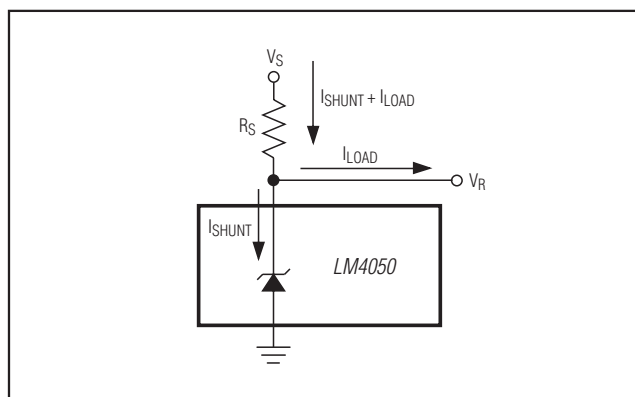 VS
ISHUNT + ILOAD
RS
ILOAD
VR
ISHUNT
LM4050